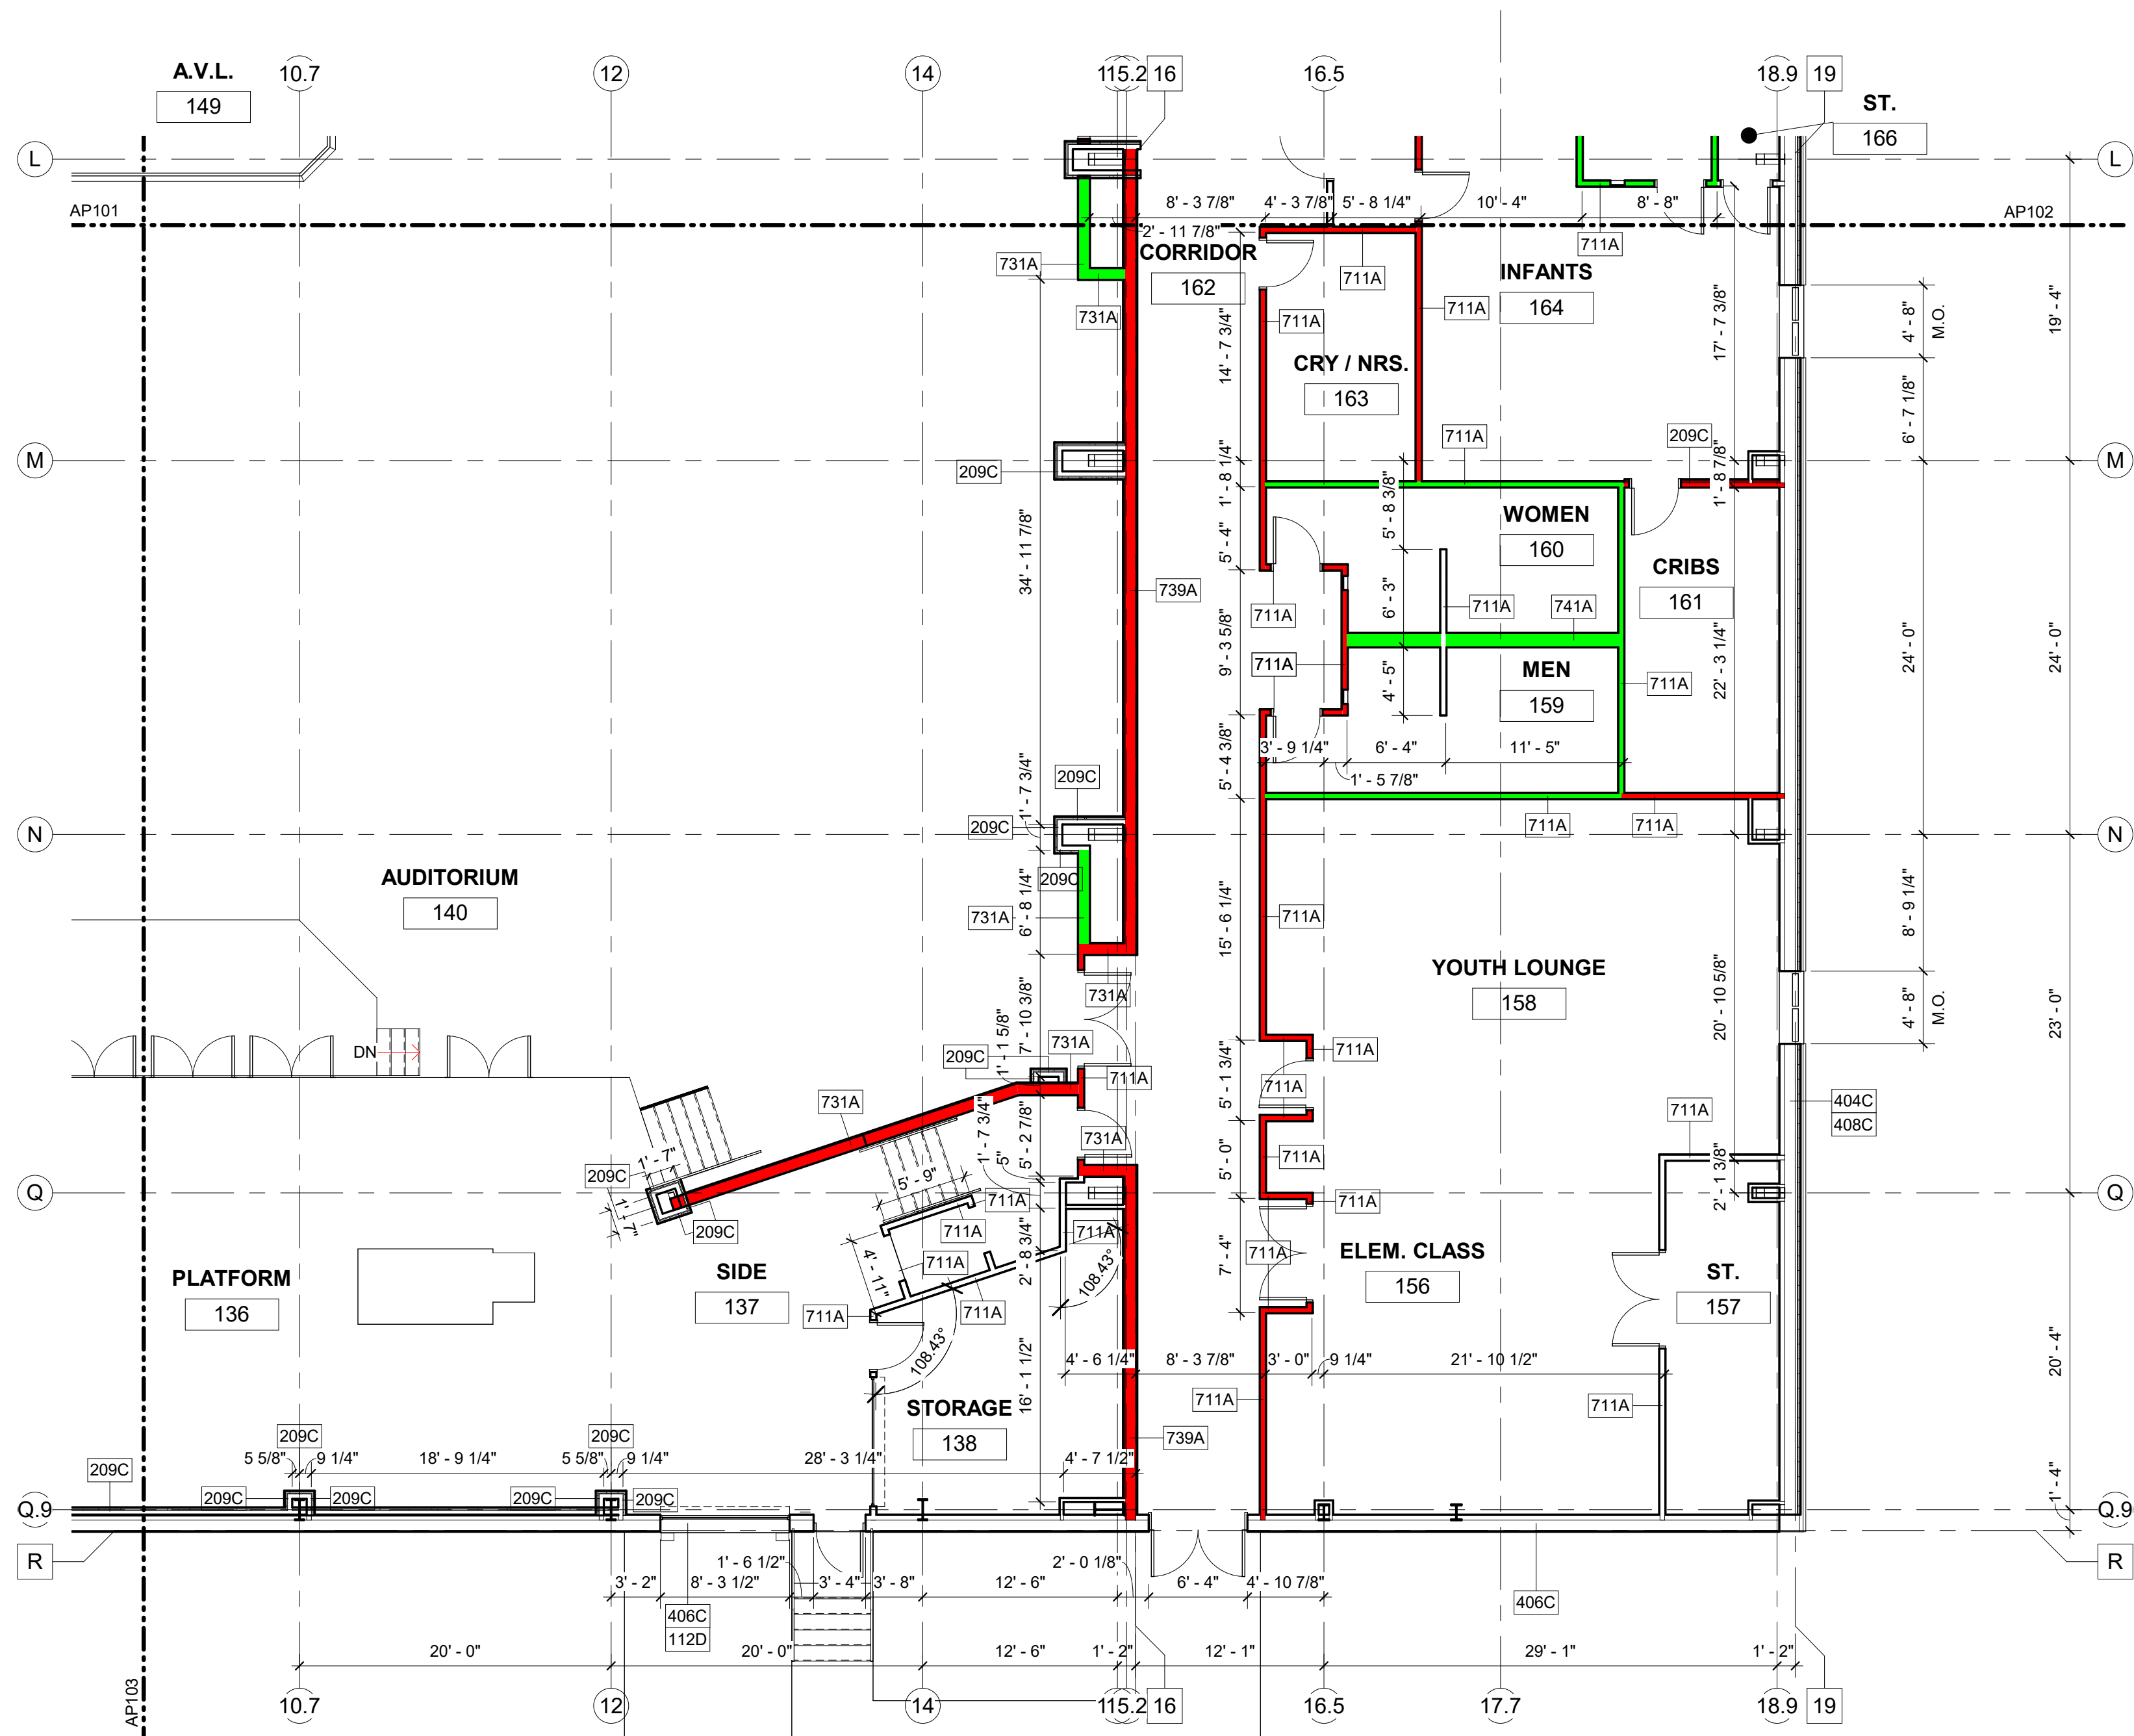 A.V.L.
149
10.7
12
14
115.2
16
16.5
18.9
19
ST.
166
L
L
AP101
AP102
8' - 3 7/8"
4' - 3 7/8"
5' - 8 1/4"
10' - 4"
8' - 8"
2' - 11 7/8"
CORRIDOR
162
731A
731A
711A
711A
711A
711A
INFANTS
164
CRY / NRS.
163
14' - 7 3/4"
17' - 7 3/8"
4' - 8"
M.O.
19' - 4"
6' - 7 1/8"
M
M
209C
711A
209C
1' - 8 1/4"
5' - 8 3/8"
1' - 8 7/8"
WOMEN
160
5' - 4"
34' - 11 7/8"
739A
CRIBS
161
711A
711A
741A
6' - 3"
9' - 3 5/8"
711A
4' - 5"
MEN
159
711A
22' - 3 1/4"
24' - 0"
24' - 0"
3' - 9 1/4"
6' - 4"
11' - 5"
1' - 5 7/8"
5' - 4 3/8"
1' - 7 3/4"
209C
209C
711A
711A
N
N
AUDITORIUM
140
209C
731A
6' - 8 1/4"
711A
15' - 6 1/4"
8' - 9 1/4"
YOUTH LOUNGE
158
731A
7' - 10 3/8"
1' - 1 5/8"
20' - 10 5/8"
4' - 8"
M.O.
23' - 0"
DN
209C
731A
711A
711A
711A
5' - 1 3/4"
731A
1' - 7 3/4"
5' - 2 7/8"
5"
731A
711A
711A
404C
408C
5' - 0"
2' - 1 3/8"
1' - 7"
209C
5' - 9"
Q
Q
1' - 7"
209C
711A
711A
711A
711A
711A
4' - 11"
711A
2' - 8 3/4"
108.43°
7' - 4"
711A
ELEM. CLASS
156
PLATFORM
136
SIDE
137
ST.
157
711A
711A
108.43°
16' - 1 1/2"
4' - 6 1/4"
8' - 3 7/8"
3' - 0"
9 1/4"
21' - 10 1/2"
20' - 4"
STORAGE
138
711A
711A
739A
209C
209C
209C
5 5/8"
9 1/4"
18' - 9 1/4"
5 5/8"
9 1/4"
28' - 3 1/4"
4' - 7 1/2"
1' - 4"
209C
209C
209C
209C
Q.9
Q.9
R
R
1' - 6 1/2"
2' - 0 1/8"
3' - 2"
8' - 3 1/2"
3' - 4"
3' - 8"
12' - 6"
6' - 4"
4' - 10 7/8"
406C
112D
406C
20' - 0"
20' - 0"
12' - 6"
1' - 2"
12' - 1"
29' - 1"
1' - 2"
AP103
10.7
12
14
115.2
16
16.5
17.7
18.9
19